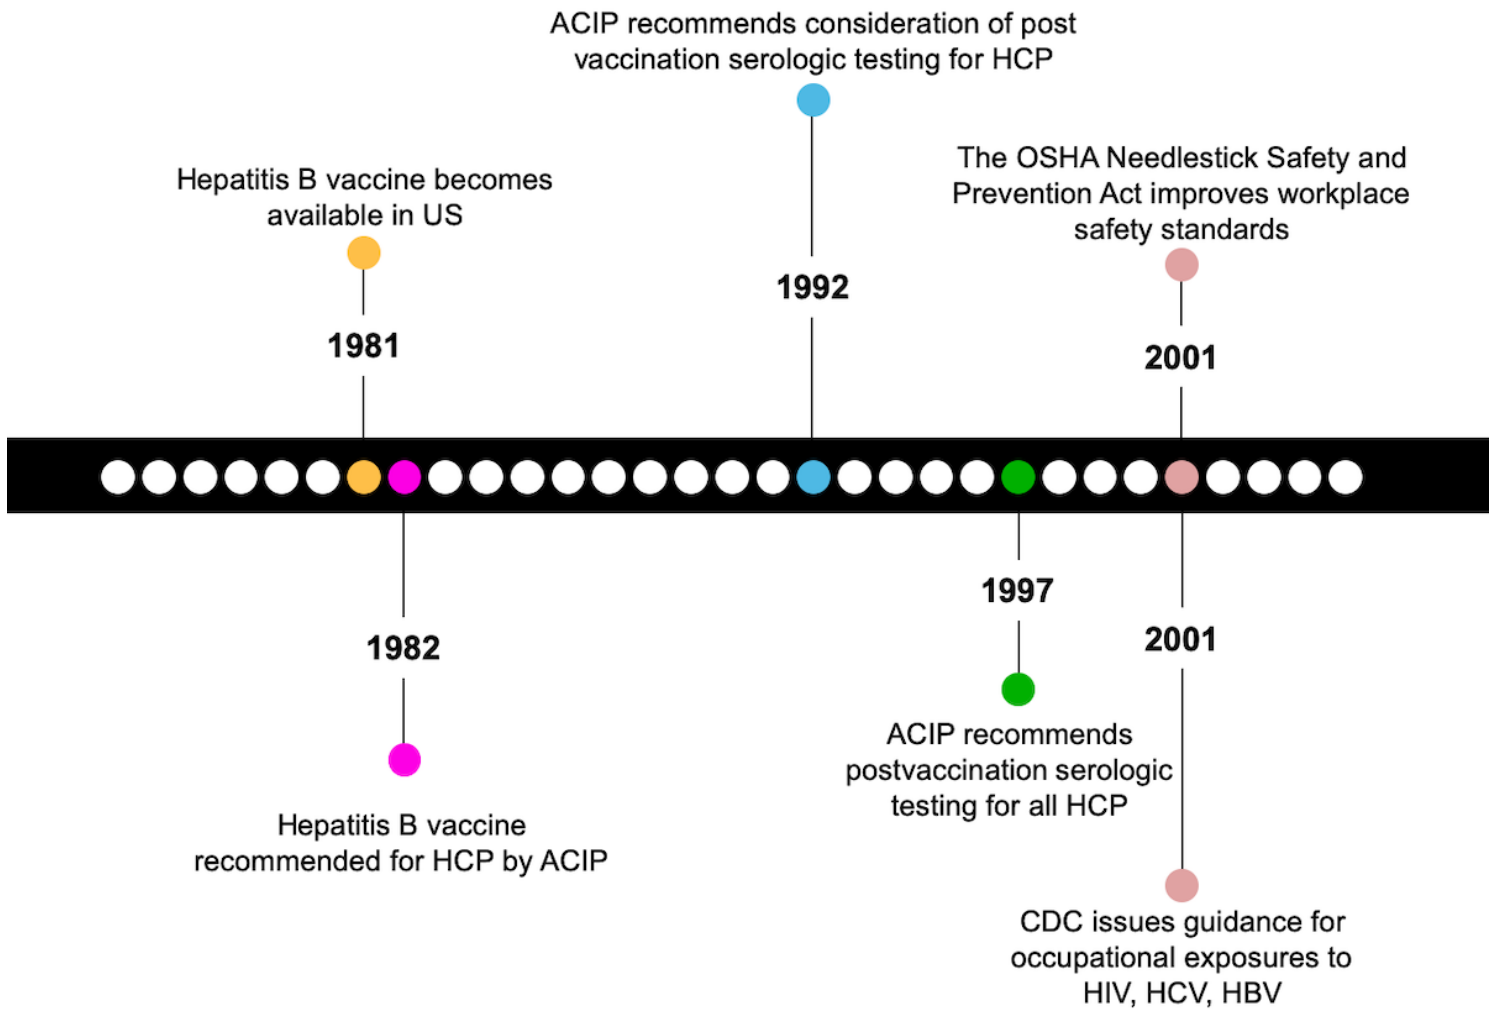 ACIP recommends consideration of post
vaccination serologic testing for HCP
Hepatitis B vaccine becomes
available in US
The OSHA Needlestick Safety and
Prevention Act improves workplace
safety standards
1981
1992
2001
1982
1997
2001
Hepatitis B vaccine
recommended for HCP by ACIP
ACIP recommends
postvaccination serologic
testing for all HCP
CDC issues guidance for
occupational exposures to
HIV, HCV, HBV